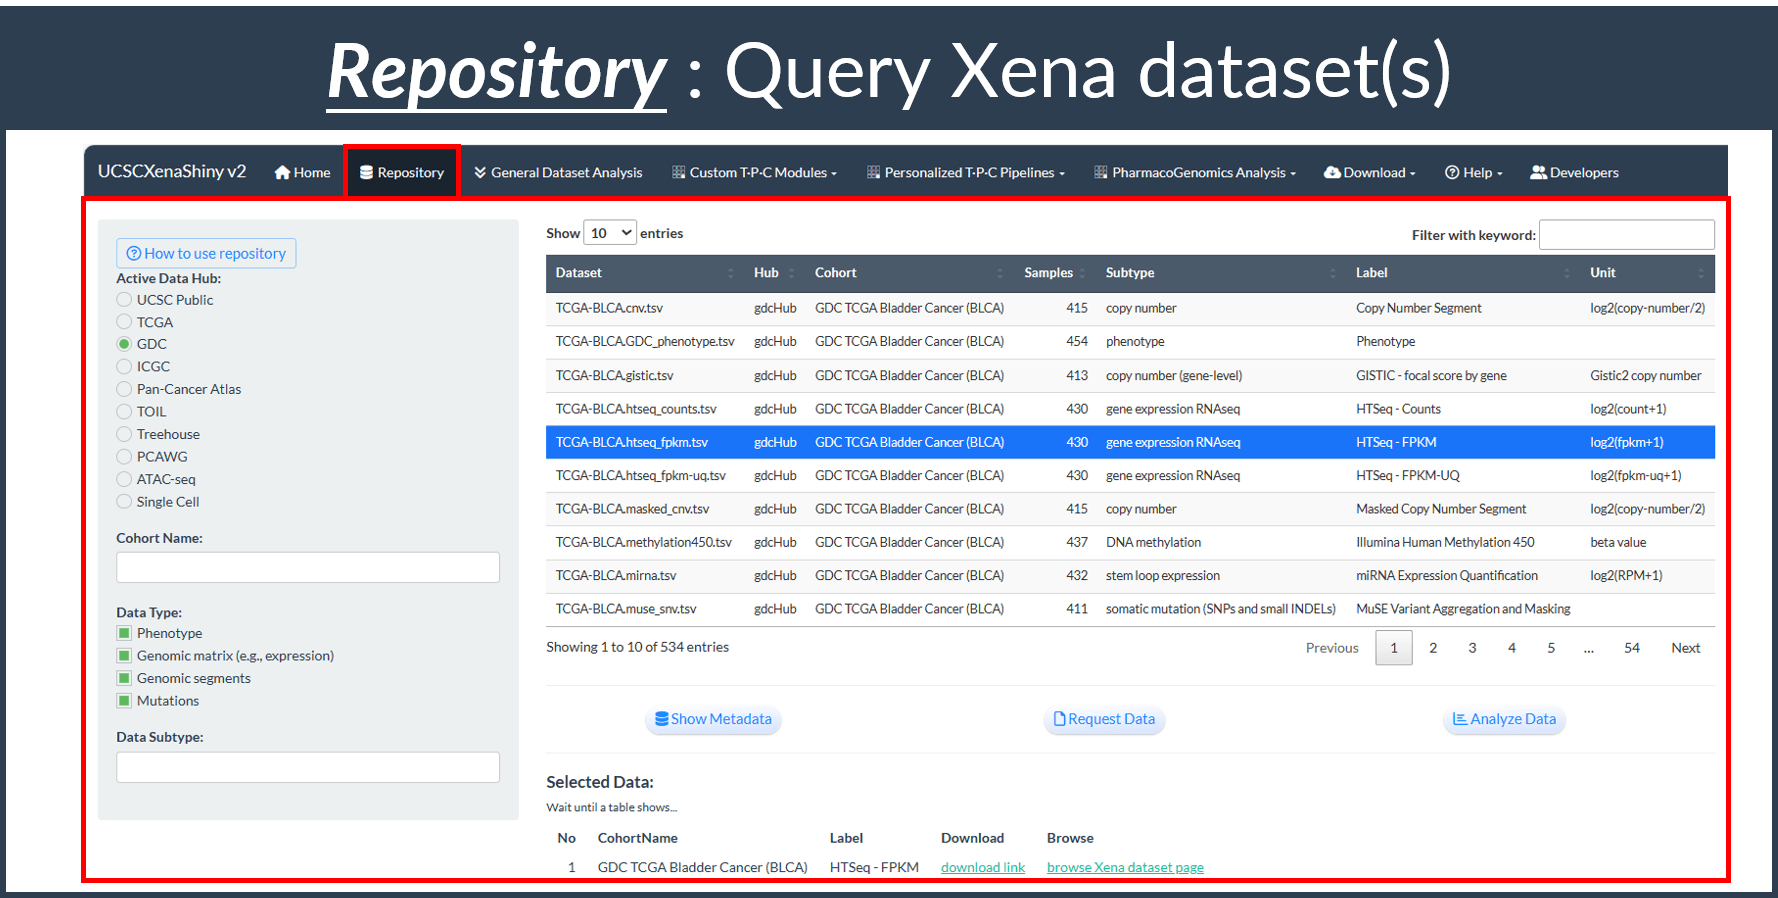 Repository : Query Xena dataset(s)
UCSCXenaShiny v2 Home Repository General Dataset Analysis Custom T·P·C Modules Personalized T·P·C Pipelines PharmacoGenomics Analysis Download Help Developers
How to use repository
Active Data Hub:
UCSC Public
TCGA
GDC
ICGC
Pan-Cancer Atlas
TOIL
Treehouse
PCAWG
ATAC-seq
Single Cell
Cohort Name:
Data Type:
Phenotype
Genomic matrix (e.g., expression)
Genomic segments
Mutations
Data Subtype:
Show 10 entries
Filter with keyword:
Dataset Hub Cohort Samples Subtype Label Unit
TCGA-BLCA.cnv.tsv gdcHub GDC TCGA Bladder Cancer (BLCA) 415 copy number Copy Number Segment log2(copy-number/2)
TCGA-BLCA.GDC_phenotype.tsv gdcHub GDC TCGA Bladder Cancer (BLCA) 454 phenotype Phenotype
TCGA-BLCA.gistic.tsv gdcHub GDC TCGA Bladder Cancer (BLCA) 413 copy number (gene-level) GISTIC - focal score by gene Gistic2 copy number
TCGA-BLCA.htseq_counts.tsv gdcHub GDC TCGA Bladder Cancer (BLCA) 430 gene expression RNAseq HTSeq - Counts log2(count+1)
TCGA-BLCA.htseq_fpkm.tsv gdcHub GDC TCGA Bladder Cancer (BLCA) 430 gene expression RNAseq HTSeq - FPKM log2(fpkm+1)
TCGA-BLCA.htseq_fpkm-uq.tsv gdcHub GDC TCGA Bladder Cancer (BLCA) 430 gene expression RNAseq HTSeq - FPKM-UQ log2(fpkm-uq+1)
TCGA-BLCA.masked_cnv.tsv gdcHub GDC TCGA Bladder Cancer (BLCA) 415 copy number Masked Copy Number Segment log2(copy-number/2)
TCGA-BLCA.methylation450.tsv gdcHub GDC TCGA Bladder Cancer (BLCA) 437 DNA methylation Illumina Human Methylation 450 beta value
TCGA-BLCA.mirna.tsv gdcHub GDC TCGA Bladder Cancer (BLCA) 432 stem loop expression miRNA Expression Quantification log2(RPM+1)
TCGA-BLCA.muse_snv.tsv gdcHub GDC TCGA Bladder Cancer (BLCA) 411 somatic mutation (SNPs and small INDELs) MuSE Variant Aggregation and Masking
Showing 1 to 10 of 534 entries
Previous 1 2 3 4 5 ... 54 Next
Show Metadata Request Data Analyze Data
Selected Data:
Wait until a table shows...
No CohortName Label Download Browse
1 GDC TCGA Bladder Cancer (BLCA) HTSeq - FPKM download link browse Xena dataset page